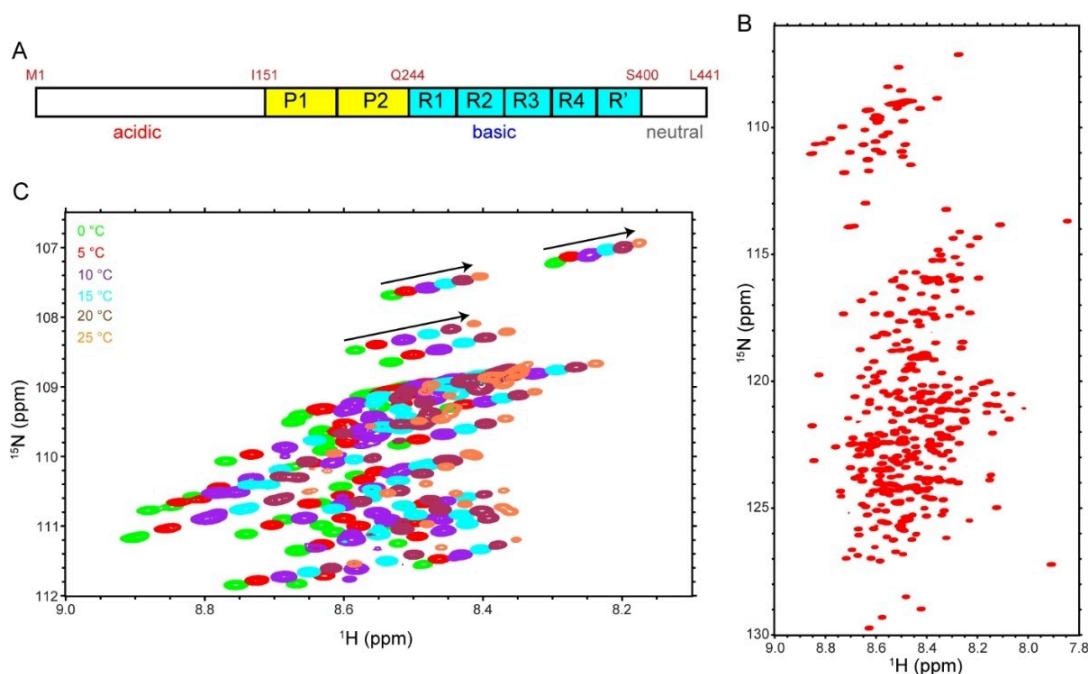 A
M1 I151 Q244 S400 L441
P1 P2 R1 R2 R3 R4 R'
acidic basic neutral
B
110
115
120
125
130
¹⁵N (ppm)
9.0 8.8 8.6 8.4 8.2 8.0 7.8
¹H (ppm)
C
0 °C
5 °C
10 °C
15 °C
20 °C
25 °C
107
108
109
110
111
112
¹⁵N (ppm)
9.0 8.8 8.6 8.4 8.2
¹H (ppm)